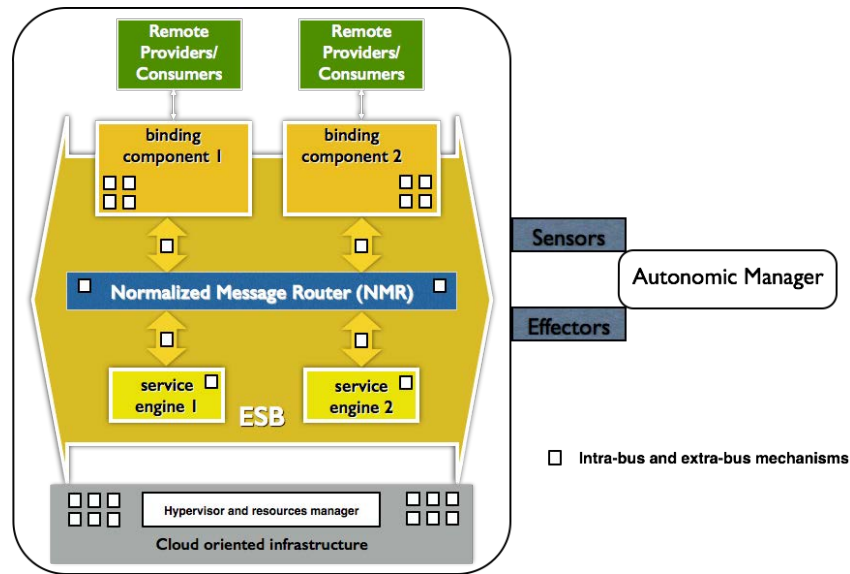 Remote
Providers/
Consumers
Remote
Providers/
Consumers
binding
component 1
binding
component 2
Sensors
Autonomic Manager
Normalized Message Router (NMR)
Effectors
service
engine 1
service
engine 2
ESB
Intra-bus and extra-bus mechanisms
Hypervisor and resources manager
Cloud oriented infrastructure